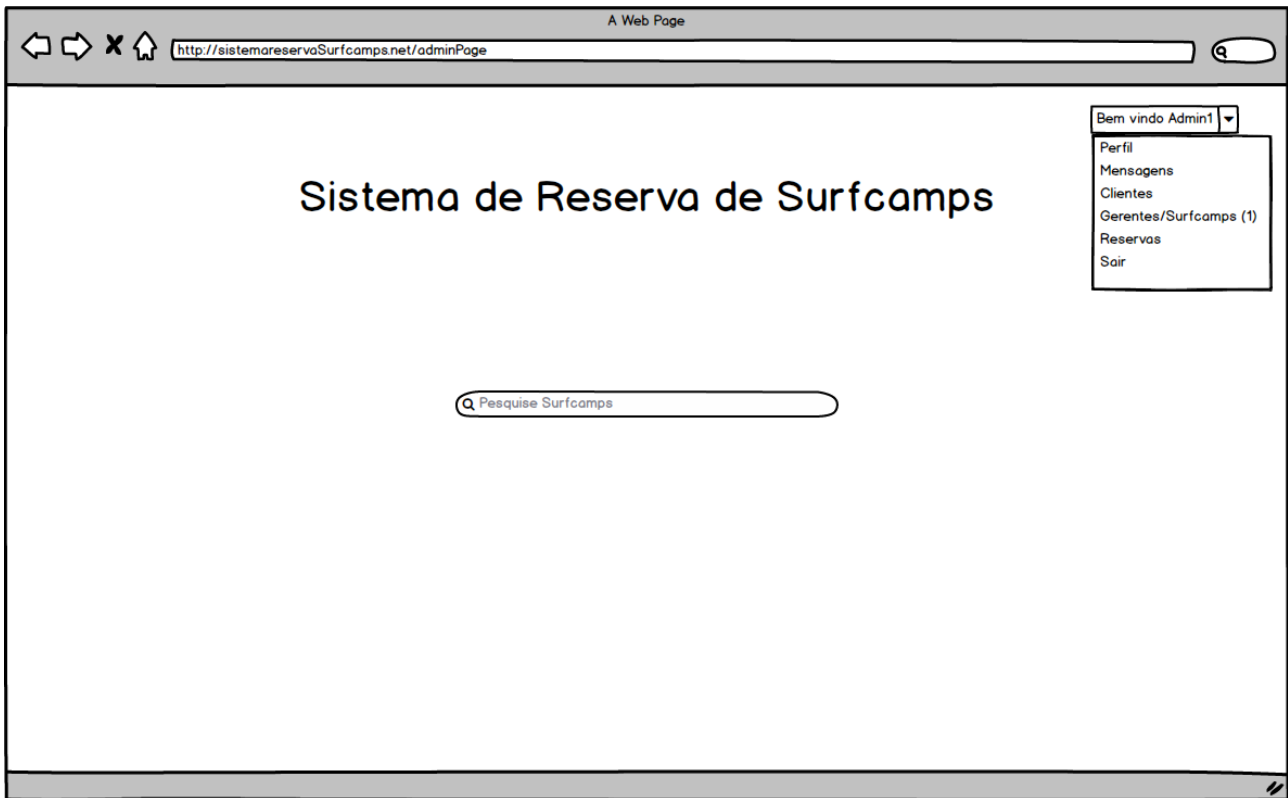 A Web Page
http://sistemareservaSurfcamps.net/adminPage
Bem vindo Admin1
Perfil
Mensagens
Clientes
Gerentes/Surfcamps (1)
Reservas
Sair
Sistema de Reserva de Surfcamps
Pesquise Surfcamps